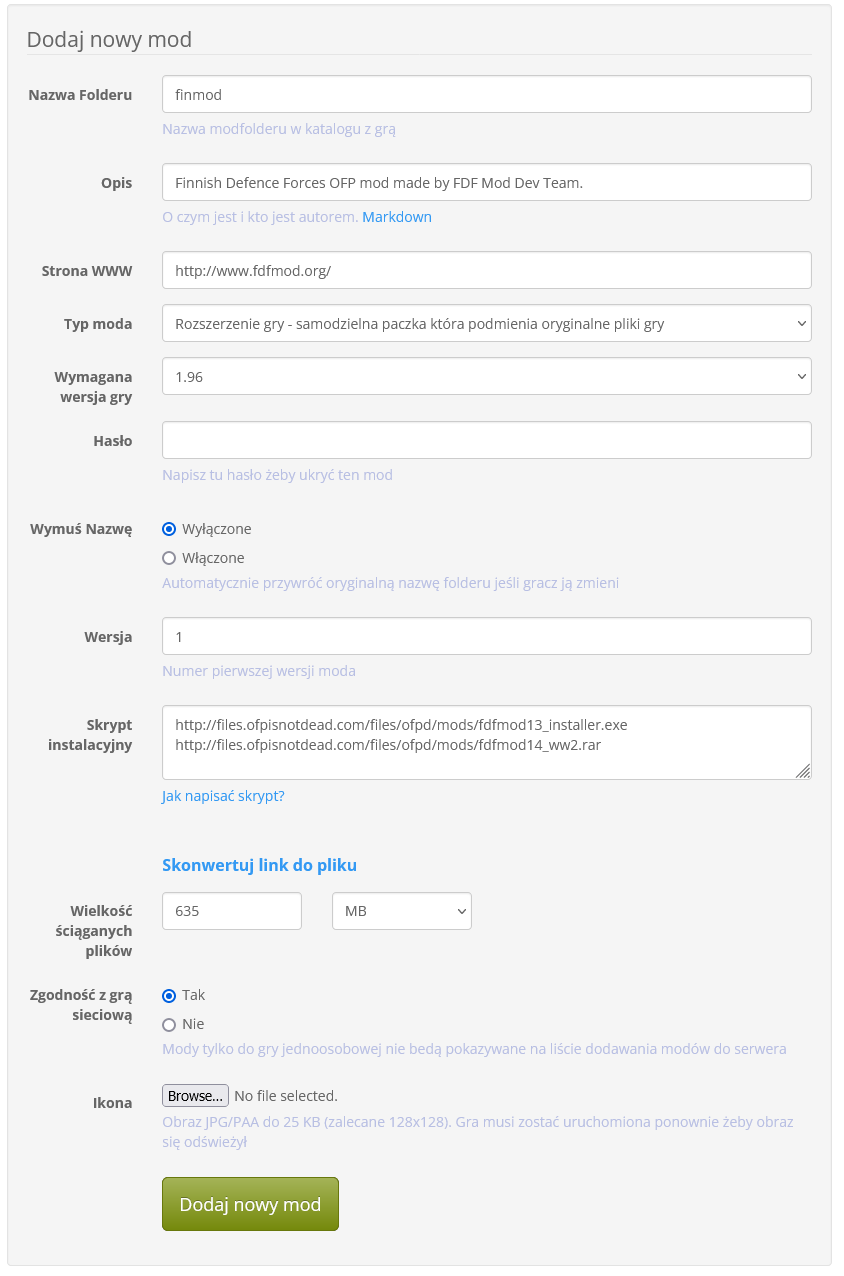 Dodaj nowy mod
Nazwa Folderu
finmod
Nazwa modfolderu w katalogu z grą
Opis
Finnish Defence Forces OFP mod made by FDF Mod Dev Team.
O czym jest i kto jest autorem. Markdown
Strona WWW
http://www.fdfmod.org/
Typ moda
Rozszerzenie gry - samodzielna paczka która podmienia oryginalne pliki gry
Wymagana
wersja gry
1.96
Hasło
Napisz tu hasło żeby ukryć ten mod
Wymuś Nazwę
Wyłączone
Włączone
Automatycznie przywróć oryginalną nazwę folderu jeśli gracz ją zmieni
Wersja
1
Numer pierwszej wersji moda
Skrypt
instalacyjny
http://files.ofpisnotdead.com/files/ofpd/mods/fdfmod13_installer.exe
http://files.ofpisnotdead.com/files/ofpd/mods/fdfmod14_ww2.rar
Jak napisać skrypt?
Skonwertuj link do pliku
Wielkość
ściąganych
plików
635
MB
Zgodność z grą
sieciową
Tak
Nie
Mody tylko do gry jednoosobowej nie bedą pokazywane na liście dodawania modów do serwera
Ikona
Browse... No file selected.
Obraz JPG/PAA do 25 KB (zalecane 128x128). Gra musi zostać uruchomiona ponownie żeby obraz
się odświeżył
Dodaj nowy mod